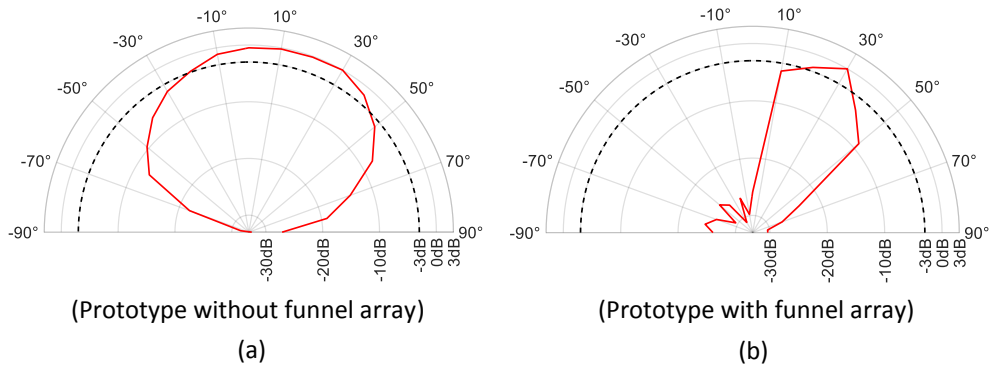 -10° 10°
-30° 30°
-50° 50°
-70° 70°
-90° 90°
-30dB -20dB -10dB -3dB 0dB 3dB
(Prototype without funnel array)
(a)
-10° 10°
-30° 30°
-50° 50°
-70° 70°
-90° 90°
-30dB -20dB -10dB -3dB 0dB 3dB
(Prototype with funnel array)
(b)